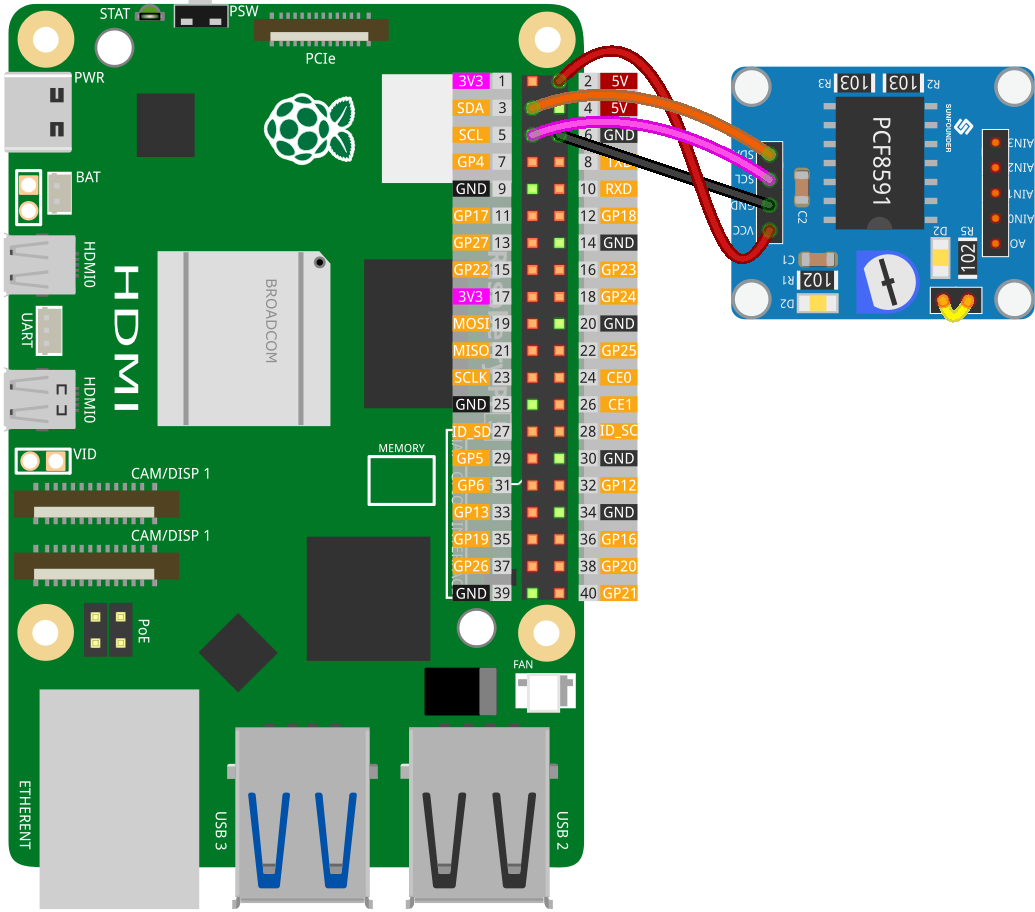 STAT
PSW
PCIe
PWR
BAT
HDMI0
UART
HDMI0
HDMI
BROADCOM
VID
CAM/DISP 1
CAM/DISP 1
MEMORY
PoE
FAN
ETHERENT
USB 3
USB 2
3V3 1 2 5V
SDA 3 4 5V
SCL 5 6 GND
GP4 7 8 TXD
GND 9 10 RXD
GP17 11 12 GP18
GP27 13 14 GND
GP22 15 16 GP23
3V3 17 18 GP24
MOSI 19 20 GND
MISO 21 22 GP25
SCLK 23 24 CE0
GND 25 26 CE1
ID_SD 27 28 ID_SC
GP5 29 30 GND
GP6 31 32 GP12
GP13 33 34 GND
GP19 35 36 GP16
GP26 37 38 GP20
GND 39 40 GP21
R3 103 103 R2
PCF8591
SUNFOUNDER
SDA
SCL
GND
VCC
C2
C1
R1 102
D2
D2
R5
102
AIN3
AIN2
AIN1
AIN0
AO